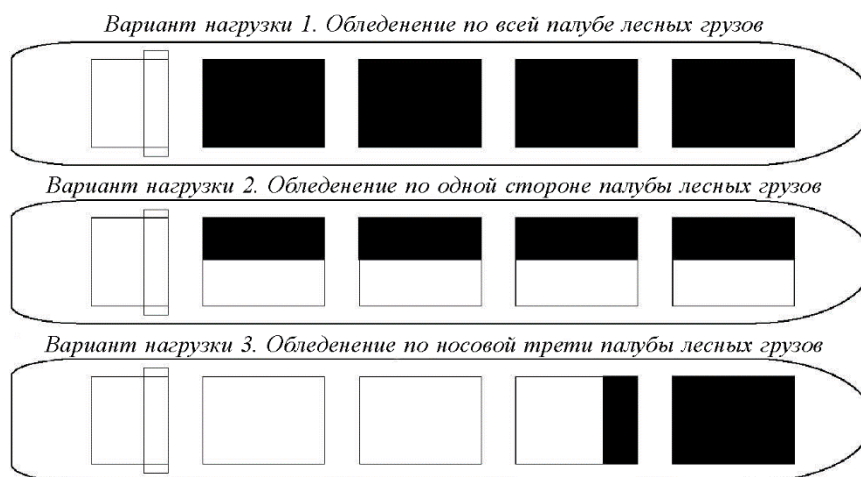 Вариант нагрузки 1. Обледенение по всей палубе лесных грузов
Вариант нагрузки 2. Обледенение по одной стороне палубы лесных грузов
Вариант нагрузки 3. Обледенение по носовой трети палубы лесных грузов